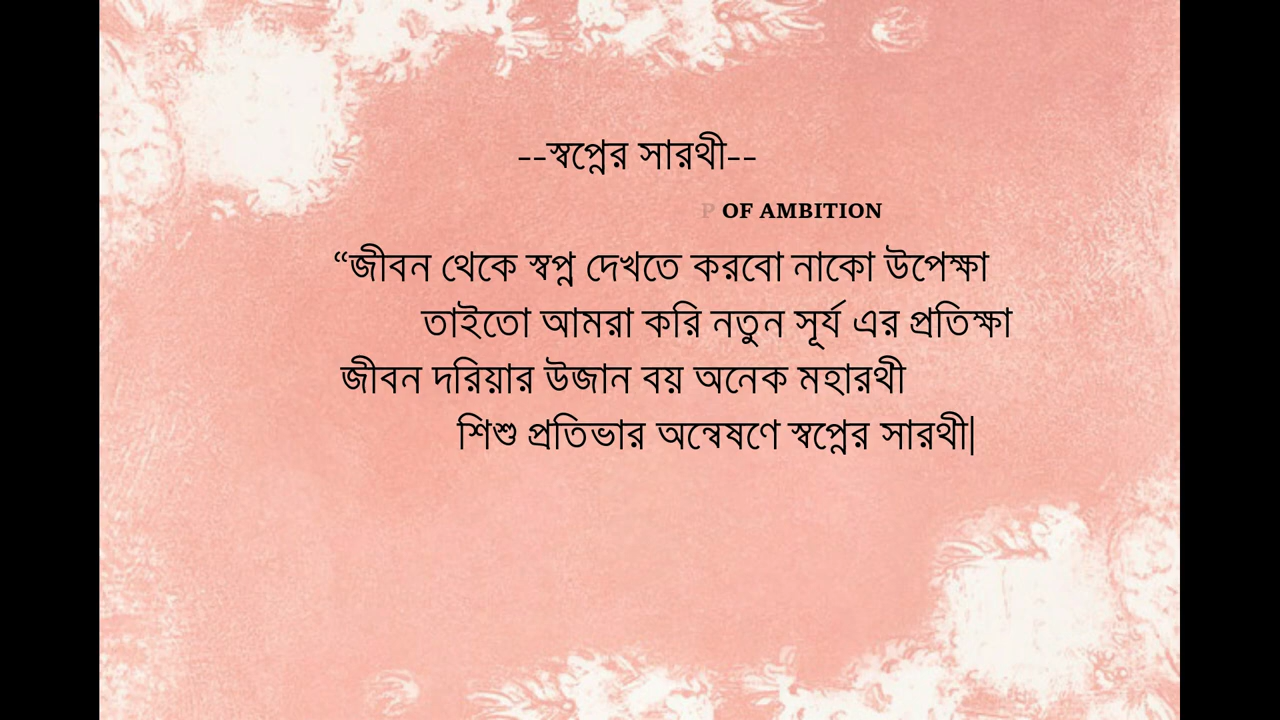 --স্বপ্নের সারথী--
P OF AMBITION
“জীবন থেকে স্বপ্ন দেখতে করবো নাকো উপেক্ষা
তাইতো আমরা করি নতুন সূর্য এর প্রতিক্ষা
জীবন দরিয়ার উজান বয় অনেক মহারথী
শিশু প্রতিভার অন্বেষণে স্বপ্নের সারথী|